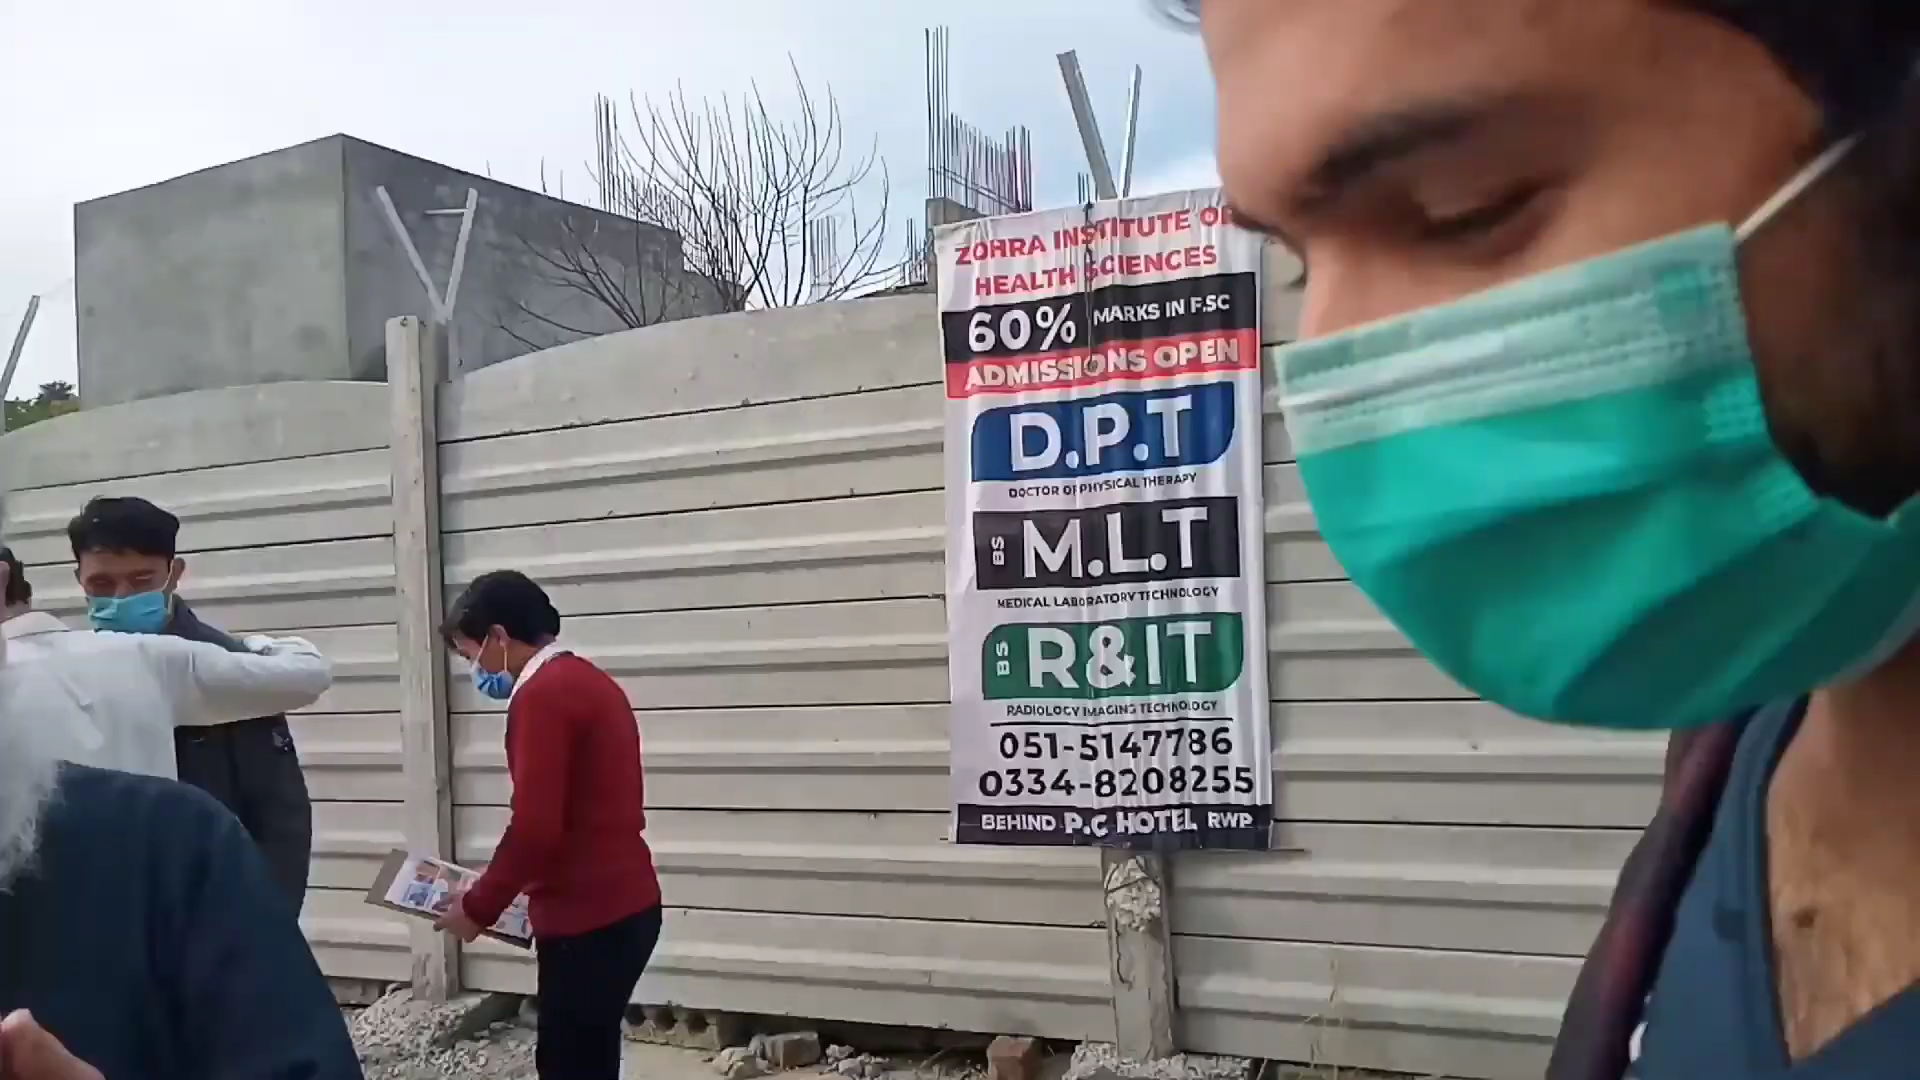 ZOHRA INSTITUTE OF
HEALTH SCIENCES
60% MARKS IN F.SC
ADMISSIONS OPEN
D.P.T
DOCTOR OF PHYSICAL THERAPY
BS M.L.T
MEDICAL LABORATORY TECHNOLOGY
BS R&IT
RADIOLOGY IMAGING TECHNOLOGY
051-5147786
0334-8208255
BEHIND P.C HOTEL RWP